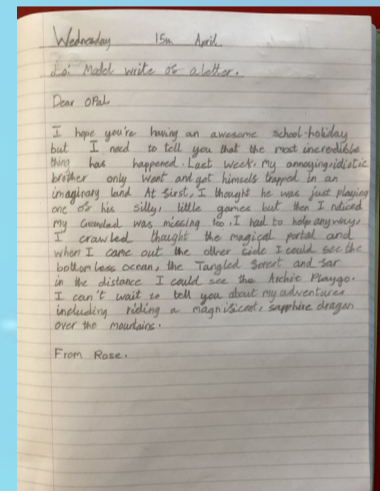 Wednesday 15th April
Lo: Model write of a letter.
Dear OPal
I hope you're having an awesome school holiday
but I need to tell you that the most incredible
thing has happened. Last week, my annoying, idiotic
brother only went and got himself trapped in an
imaginary land. At first, I thought he was just playing
one of his silly, little games but then I noticed
my Grandad was missing too. I had to help anyway,
I crawled thought the magical portal and
when I came out the other side I could see the
bottomless ocean, the Tangled forest and far
in the distance I could see the Archie Playgo.
I can't wait to tell you about my adventures
including riding a magnificent, sapphire dragon
over the mountains.
From Rose.